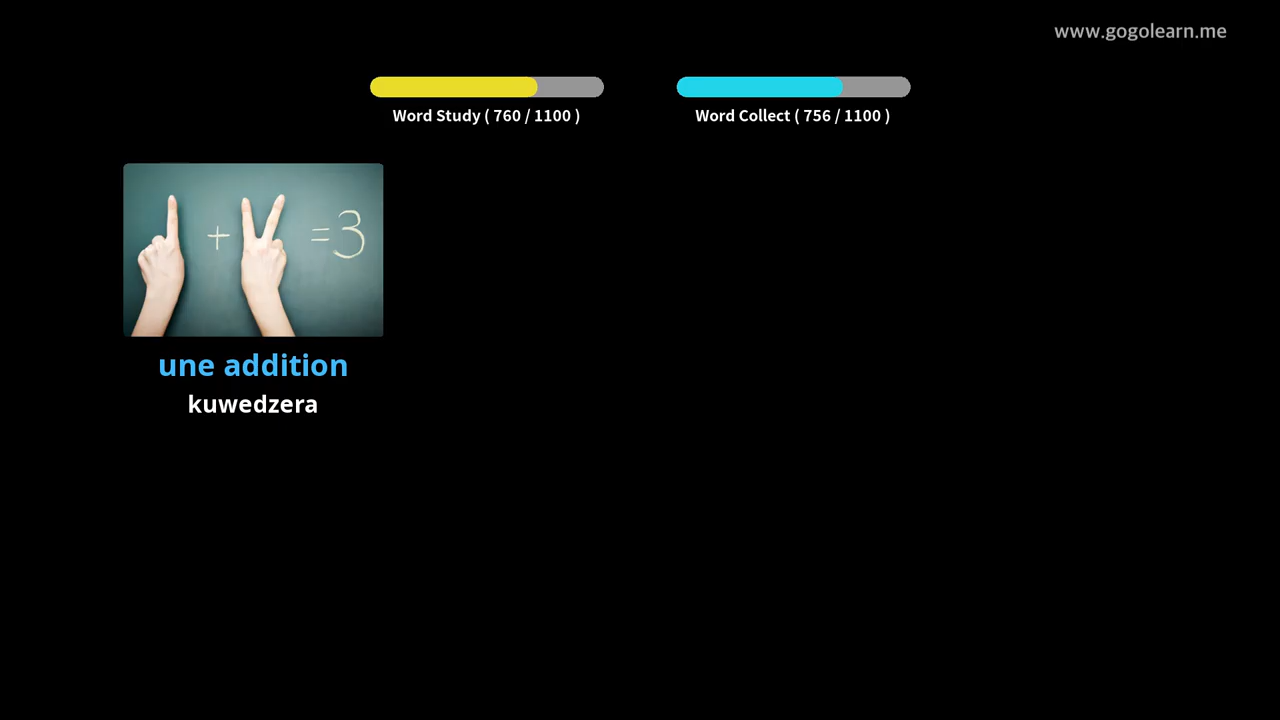 www.gogolearn.me
Word Study ( 760 / 1100 )
Word Collect ( 756 / 1100 )
+ = 3
une addition
kuwedzera